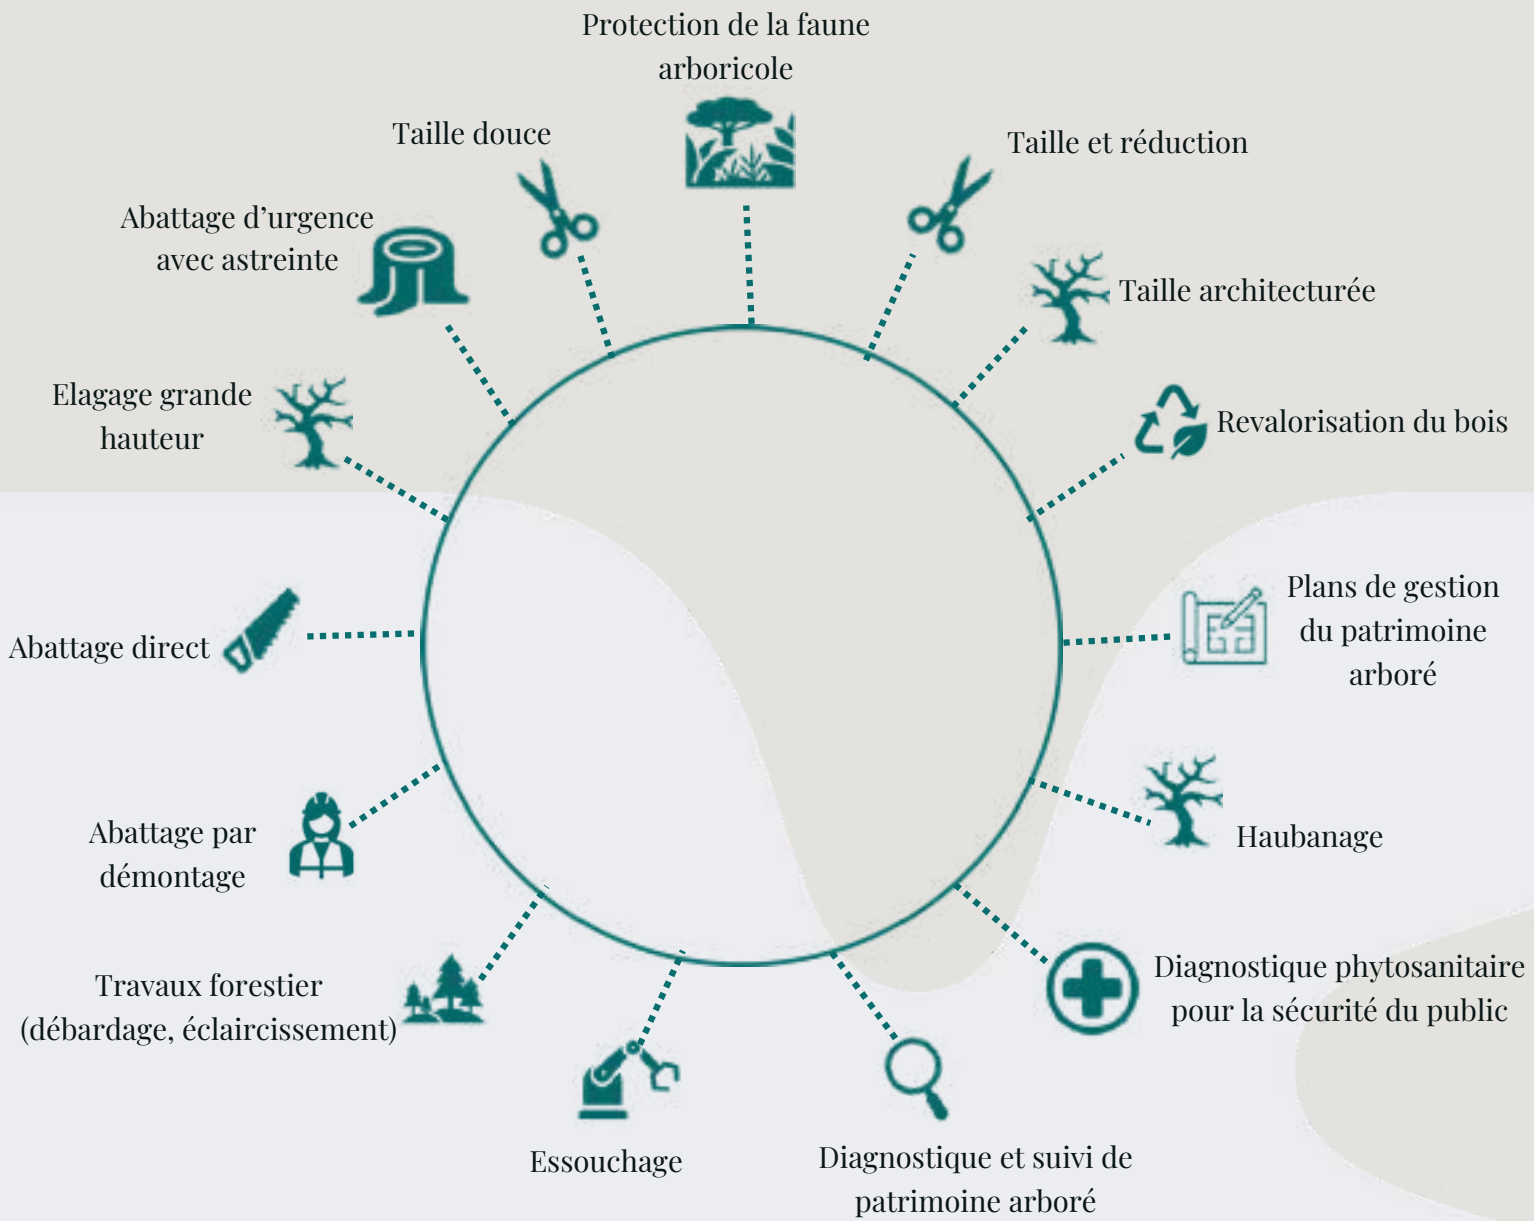 Protection de la faune
arboricole
Taille douce
Taille et réduction
Abattage d’urgence
avec astreinte
Taille architecturée
Elagage grande
hauteur
Revalorisation du bois
Plans de gestion
du patrimoine
arboré
Abattage direct
Abattage par
démontage
Haubanage
Travaux forestier
(débardage, éclaircissement)
Diagnostique phytosanitaire
pour la sécurité du public
Essouchage
Diagnostique et suivi de
patrimoine arboré